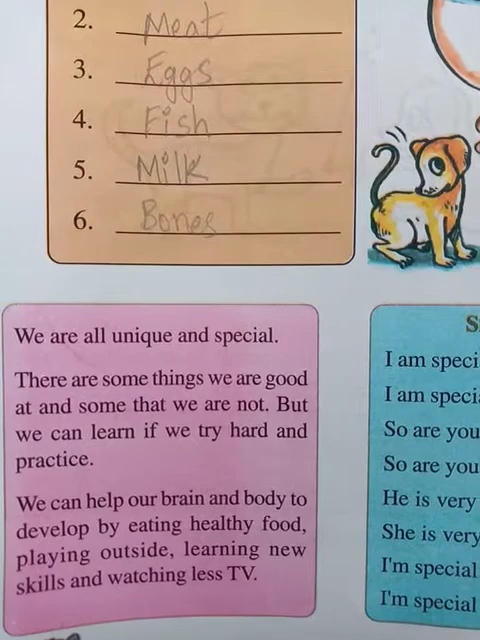 2. Meat
3. Eggs
4. Fish
5. Milk
6. Bones
We are all unique and special.
There are some things we are good
at and some that we are not. But
we can learn if we try hard and
practice.
We can help our brain and body to
develop by eating healthy food,
playing outside, learning new
skills and watching less TV.
S
I am speci
I am speci
So are you
So are you
He is very
She is very
I'm special
I'm special